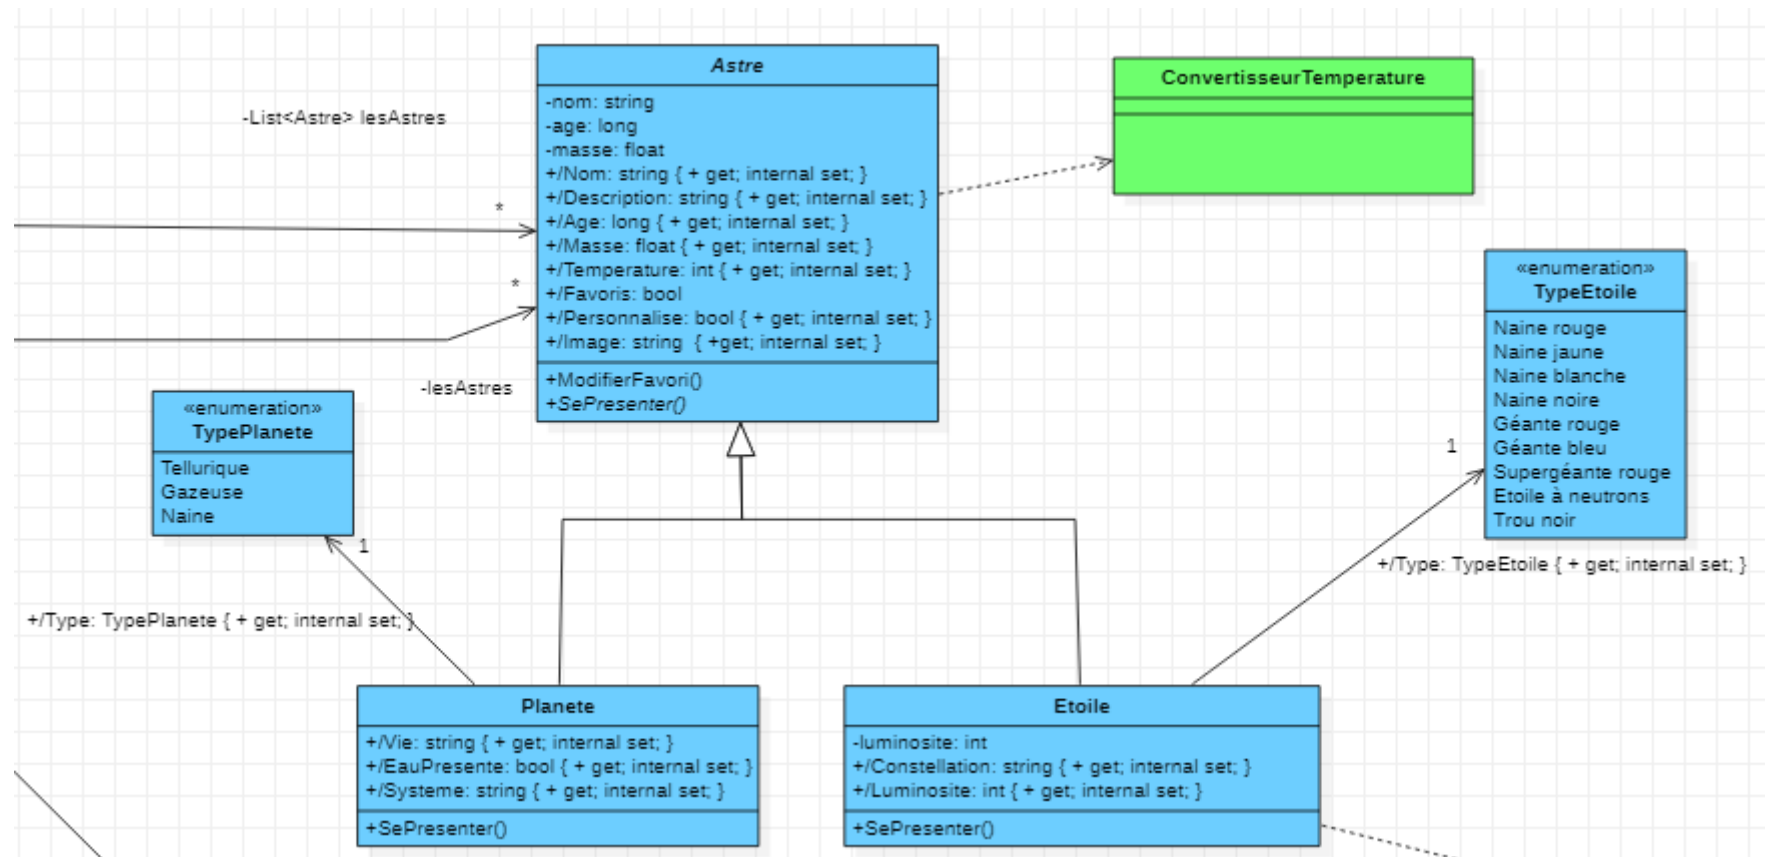 Astre
-nom: string
-age: long
-masse: float
+/Nom: string { + get; internal set; }
+/Description: string { + get; internal set; }
+/Age: long { + get; internal set; }
+/Masse: float { + get; internal set; }
+/Temperature: int { + get; internal set; }
+/Favoris: bool
+/Personnalise: bool { + get; internal set; }
+/Image: string  { +get; internal set; }
+ModifierFavori()
+SePresenter()
ConvertisseurTemperature
-List<Astre> lesAstres
*
*
-lesAstres
«enumeration»
TypePlanete
Tellurique
Gazeuse
Naine
1
+/Type: TypePlanete { + get; internal set; }
«enumeration»
TypeEtoile
Naine rouge
Naine jaune
Naine blanche
Naine noire
Géante rouge
Géante bleu
Supergéante rouge
Etoile à neutrons
Trou noir
1
+/Type: TypeEtoile { + get; internal set; }
Planete
+/Vie: string { + get; internal set; }
+/EauPresente: bool { + get; internal set; }
+/Systeme: string { + get; internal set; }
+SePresenter()
Etoile
-luminosite: int
+/Constellation: string { + get; internal set; }
+/Luminosite: int { + get; internal set; }
+SePresenter()